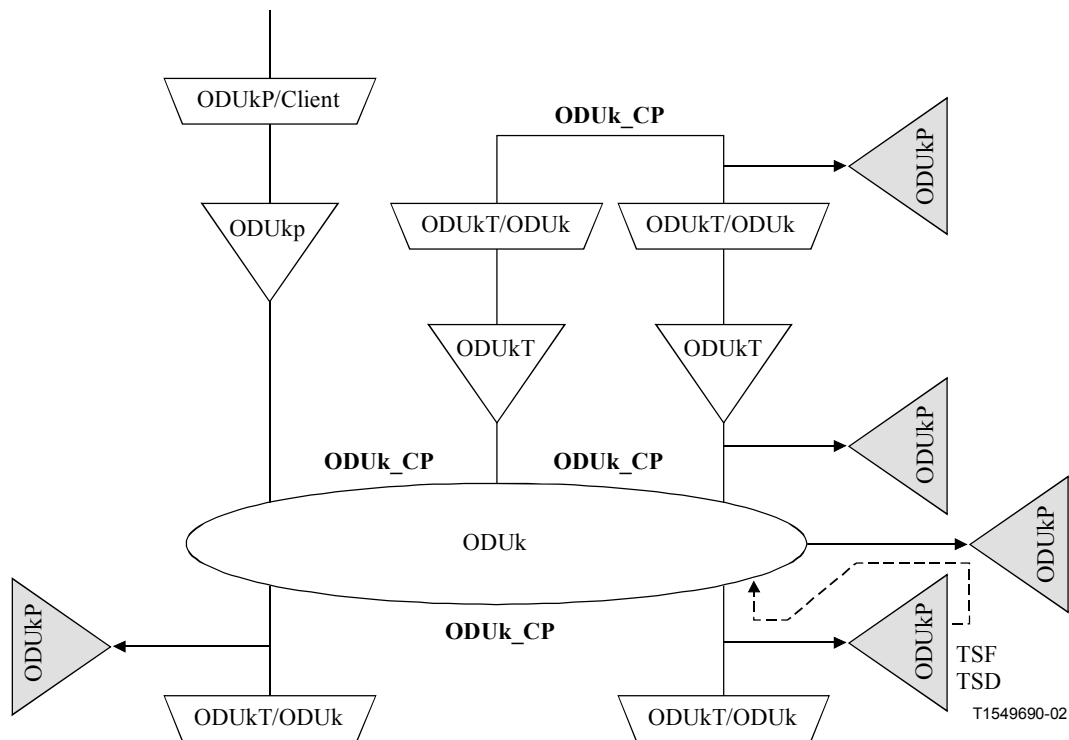 ODUkP/Client
ODUk_CP
ODUkP
ODUkp
ODUkT/ODUk
ODUkT/ODUk
ODUkT
ODUkT
ODUkP
ODUk_CP
ODUk_CP
ODUk
ODUkP
ODUkP
ODUk_CP
ODUkP
TSF
TSD
ODUkT/ODUk
ODUkT/ODUk
T1549690-02